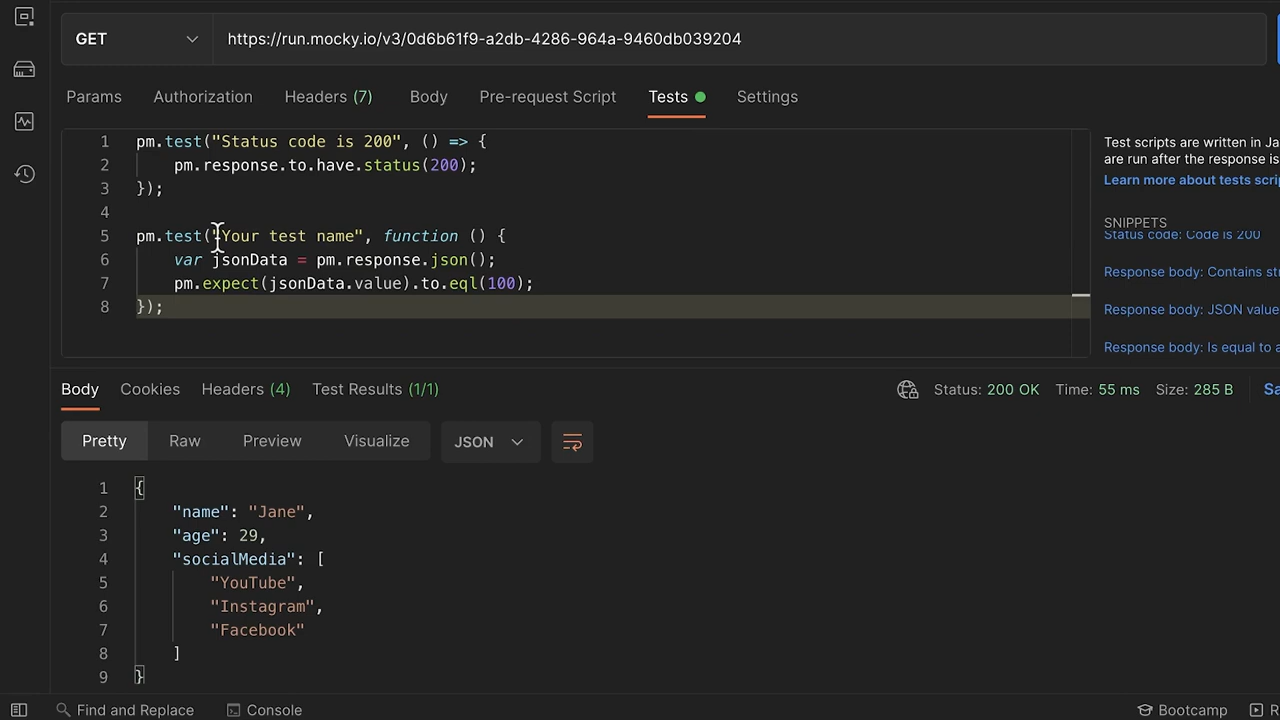 GET https://run.mocky.io/v3/0d6b61f9-a2db-4286-964a-9460db039204
Params Authorization Headers (7) Body Pre-request Script Tests Settings
1 pm.test("Status code is 200", () => {
2 pm.response.to.have.status(200);
3 });
4
5 pm.test("Your test name", function () {
6 var jsonData = pm.response.json();
7 pm.expect(jsonData.value).to.eql(100);
8 });
Test scripts are written in
are run after the response is
Learn more about tests
SNIPPETS
Status code: Code is 200
Response body: Contains
Response body: JSON value
Response body: Is equal to
Body Cookies Headers (4) Test Results (1/1) Status: 200 OK Time: 55 ms Size: 285 B
Pretty Raw Preview Visualize JSON
1 {
2 "name": "Jane",
3 "age": 29,
4 "socialMedia": [
5 "YouTube",
6 "Instagram",
7 "Facebook"
8 ]
9 }
Find and Replace Console Bootcamp